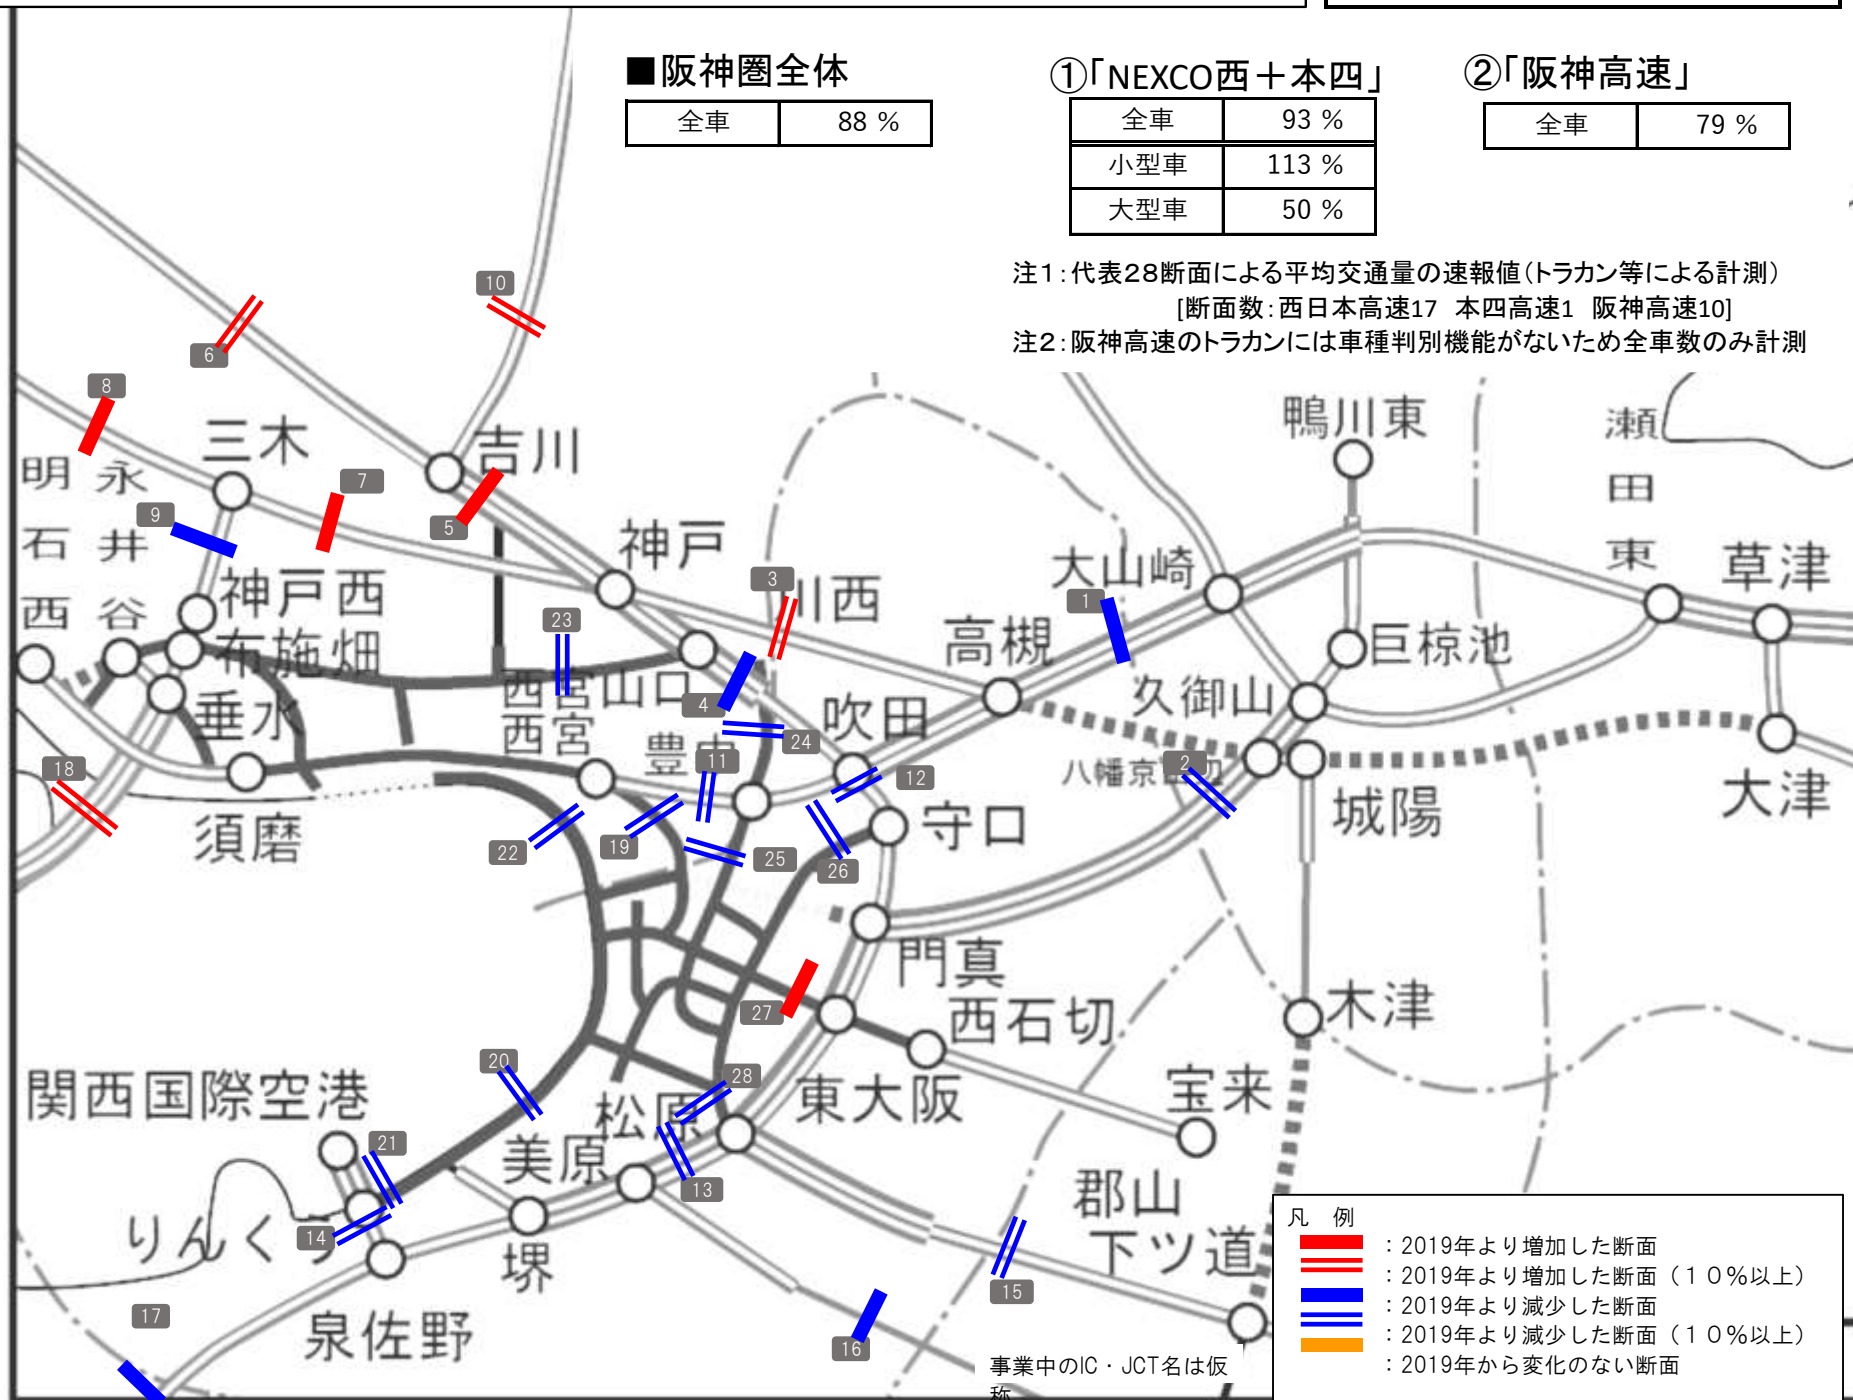 ■阪神圏全体
全車 88 %
①「NEXCO西＋本四」
全車 93 %
小型車 113 %
大型車 50 %
②「阪神高速」
全車 79 %
注1：代表28断面による平均交通量の速報値（トラカン等による計測）
[断面数：西日本高速17 本四高速1 阪神高速10]
注2：阪神高速のトラカンには車種判別機能がないため全車数のみ計測
10
6
8
三木
吉川
鴨川東
瀬田東
明石西
永井谷
7
9
5
神戸
大山崎
草津
神戸西
布施畑
3
川西
1
高槻
巨椋池
23
西宮山口
西宮
4
久御山
垂水
吹田
24
豊中
11
八幡京田辺
2
18
12
大津
城陽
須磨
守口
22
19
25
26
門真
27
西石切
木津
20
28
関西国際空港
松原
東大阪
宝来
21
美原
13
郡山
下ツ道
りんくう
14
堺
15
17
泉佐野
16
事業中のIC・JCT名は仮
称
凡 例
：2019年より増加した断面
：2019年より増加した断面（１０％以上）
：2019年より減少した断面
：2019年より減少した断面（１０％以上）
：2019年から変化のない断面